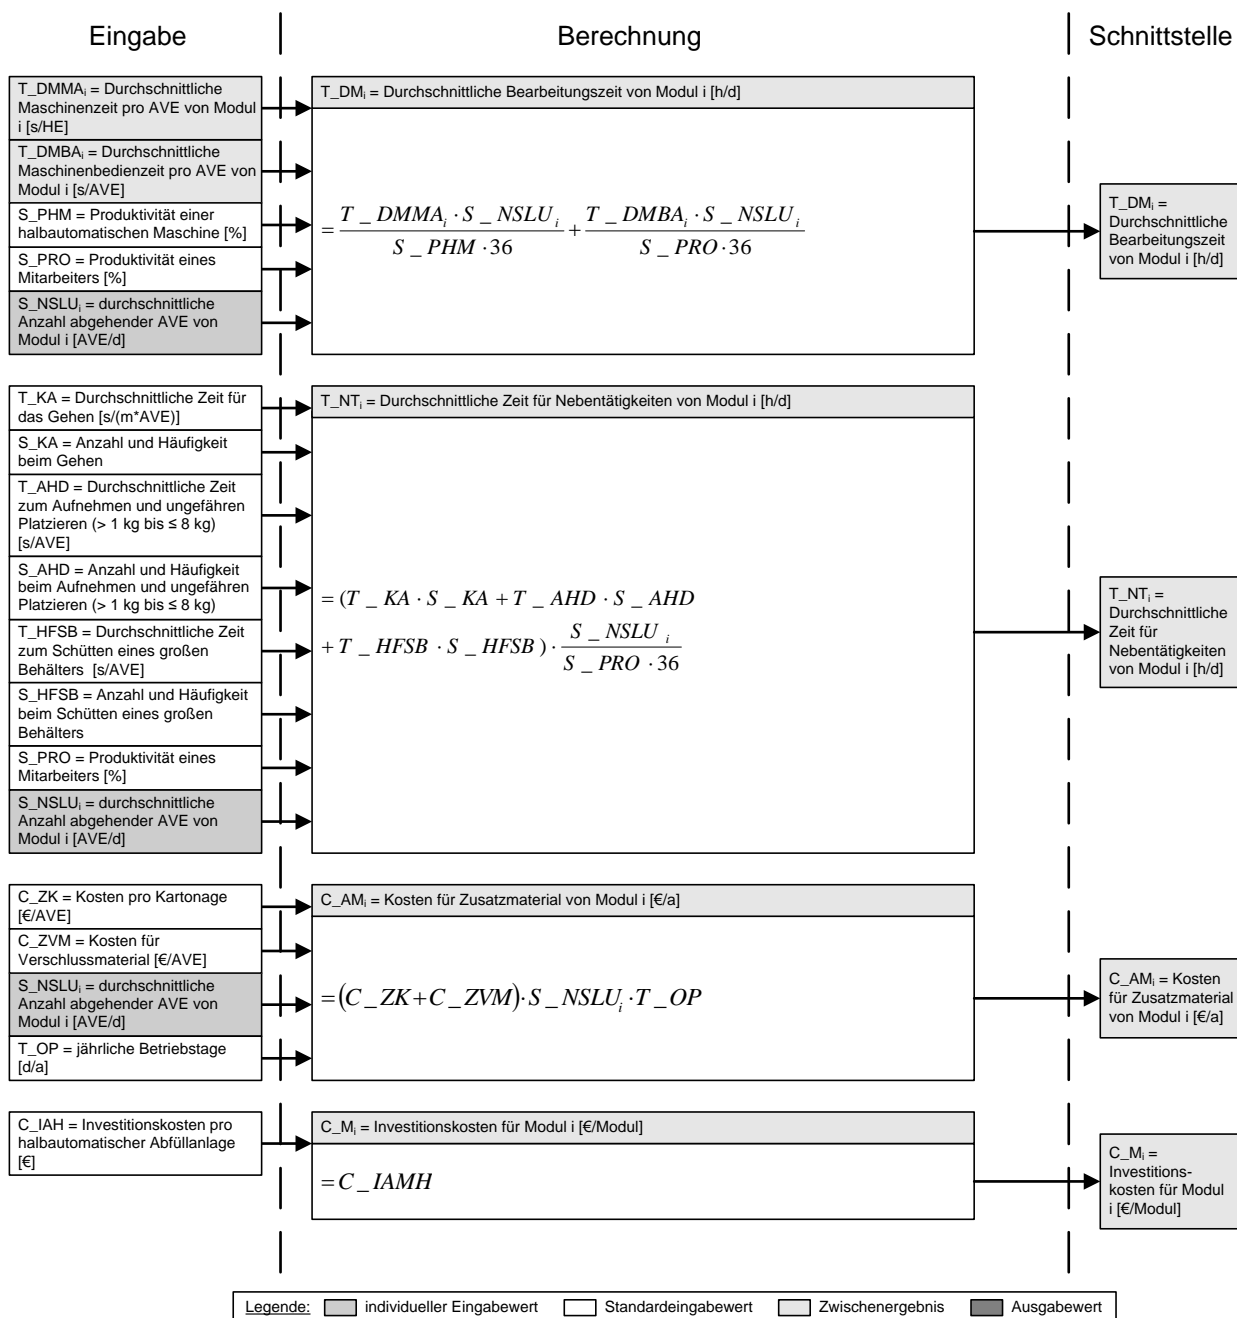 Eingabe
Berechnung
Schnittstelle
T_DMMAᵢ = Durchschnittliche
Maschinenzeit pro AVE von Modul
i [s/HE]
T_DMBAᵢ = Durchschnittliche
Maschinenbedienzeit pro AVE von
Modul i [s/AVE]
S_PHM = Produktivität einer
halbautomatischen Maschine [%]
S_PRO = Produktivität eines
Mitarbeiters [%]
S_NSLUᵢ = durchschnittliche
Anzahl abgehender AVE von
Modul i [AVE/d]
T_DMᵢ = Durchschnittliche Bearbeitungszeit von Modul i [h/d]
= T_DMMAᵢ · S_NSLUᵢ / S_PHM · 36 + T_DMBAᵢ · S_NSLUᵢ / S_PRO · 36
T_DMᵢ =
Durchschnittliche
Bearbeitungszeit
von Modul i [h/d]
T_KA = Durchschnittliche Zeit für
das Gehen [s/(m*AVE)]
S_KA = Anzahl und Häufigkeit
beim Gehen
T_AHD = Durchschnittliche Zeit
zum Aufnehmen und ungefähren
Platzieren (> 1 kg bis ≤ 8 kg)
[s/AVE]
S_AHD = Anzahl und Häufigkeit
beim Aufnehmen und ungefähren
Platzieren (> 1 kg bis ≤ 8 kg)
T_HFSB = Durchschnittliche Zeit
zum Schütten eines großen
Behälters [s/AVE]
S_HFSB = Anzahl und Häufigkeit
beim Schütten eines großen
Behälters
S_PRO = Produktivität eines
Mitarbeiters [%]
S_NSLUᵢ = durchschnittliche
Anzahl abgehender AVE von
Modul i [AVE/d]
T_NTᵢ = Durchschnittliche Zeit für Nebentätigkeiten von Modul i [h/d]
= (T_KA · S_KA + T_AHD · S_AHD
+ T_HFSB · S_HFSB) · S_NSLUᵢ / S_PRO · 36
T_NTᵢ =
Durchschnittliche
Zeit für
Nebentätigkeiten
von Modul i [h/d]
C_ZK = Kosten pro Kartonage
[€/AVE]
C_ZVM = Kosten für
Verschlussmaterial [€/AVE]
S_NSLUᵢ = durchschnittliche
Anzahl abgehender AVE von
Modul i [AVE/d]
T_OP = jährliche Betriebstage
[d/a]
C_AMᵢ = Kosten für Zusatzmaterial von Modul i [€/a]
= (C_ZK + C_ZVM) · S_NSLUᵢ · T_OP
C_AMᵢ = Kosten
für Zusatzmaterial
von Modul i [€/a]
C_IAH = Investitionskosten pro
halbautomatischer Abfüllanlage
[€]
C_Mᵢ = Investitionskosten für Modul i [€/Modul]
= C_IAMH
C_Mᵢ =
Investitions-
kosten für Modul
i [€/Modul]
Legende: individueller Eingabewert Standardeingabewert Zwischenergebnis Ausgabewert